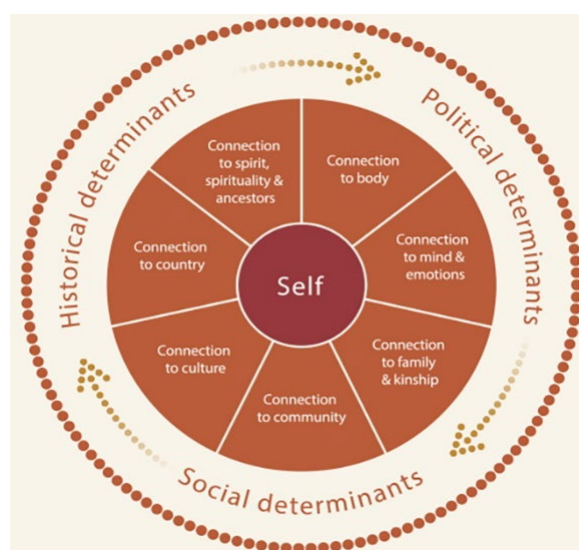 Historical determinants
Political determinants
Connection
to spirit,
spirituality &
ancestors
Connection
to body
Connection
to country
Self
Connection
to mind &
emotions
Connection
to culture
Connection
to family
& kinship
Connection
to community
Social determinants